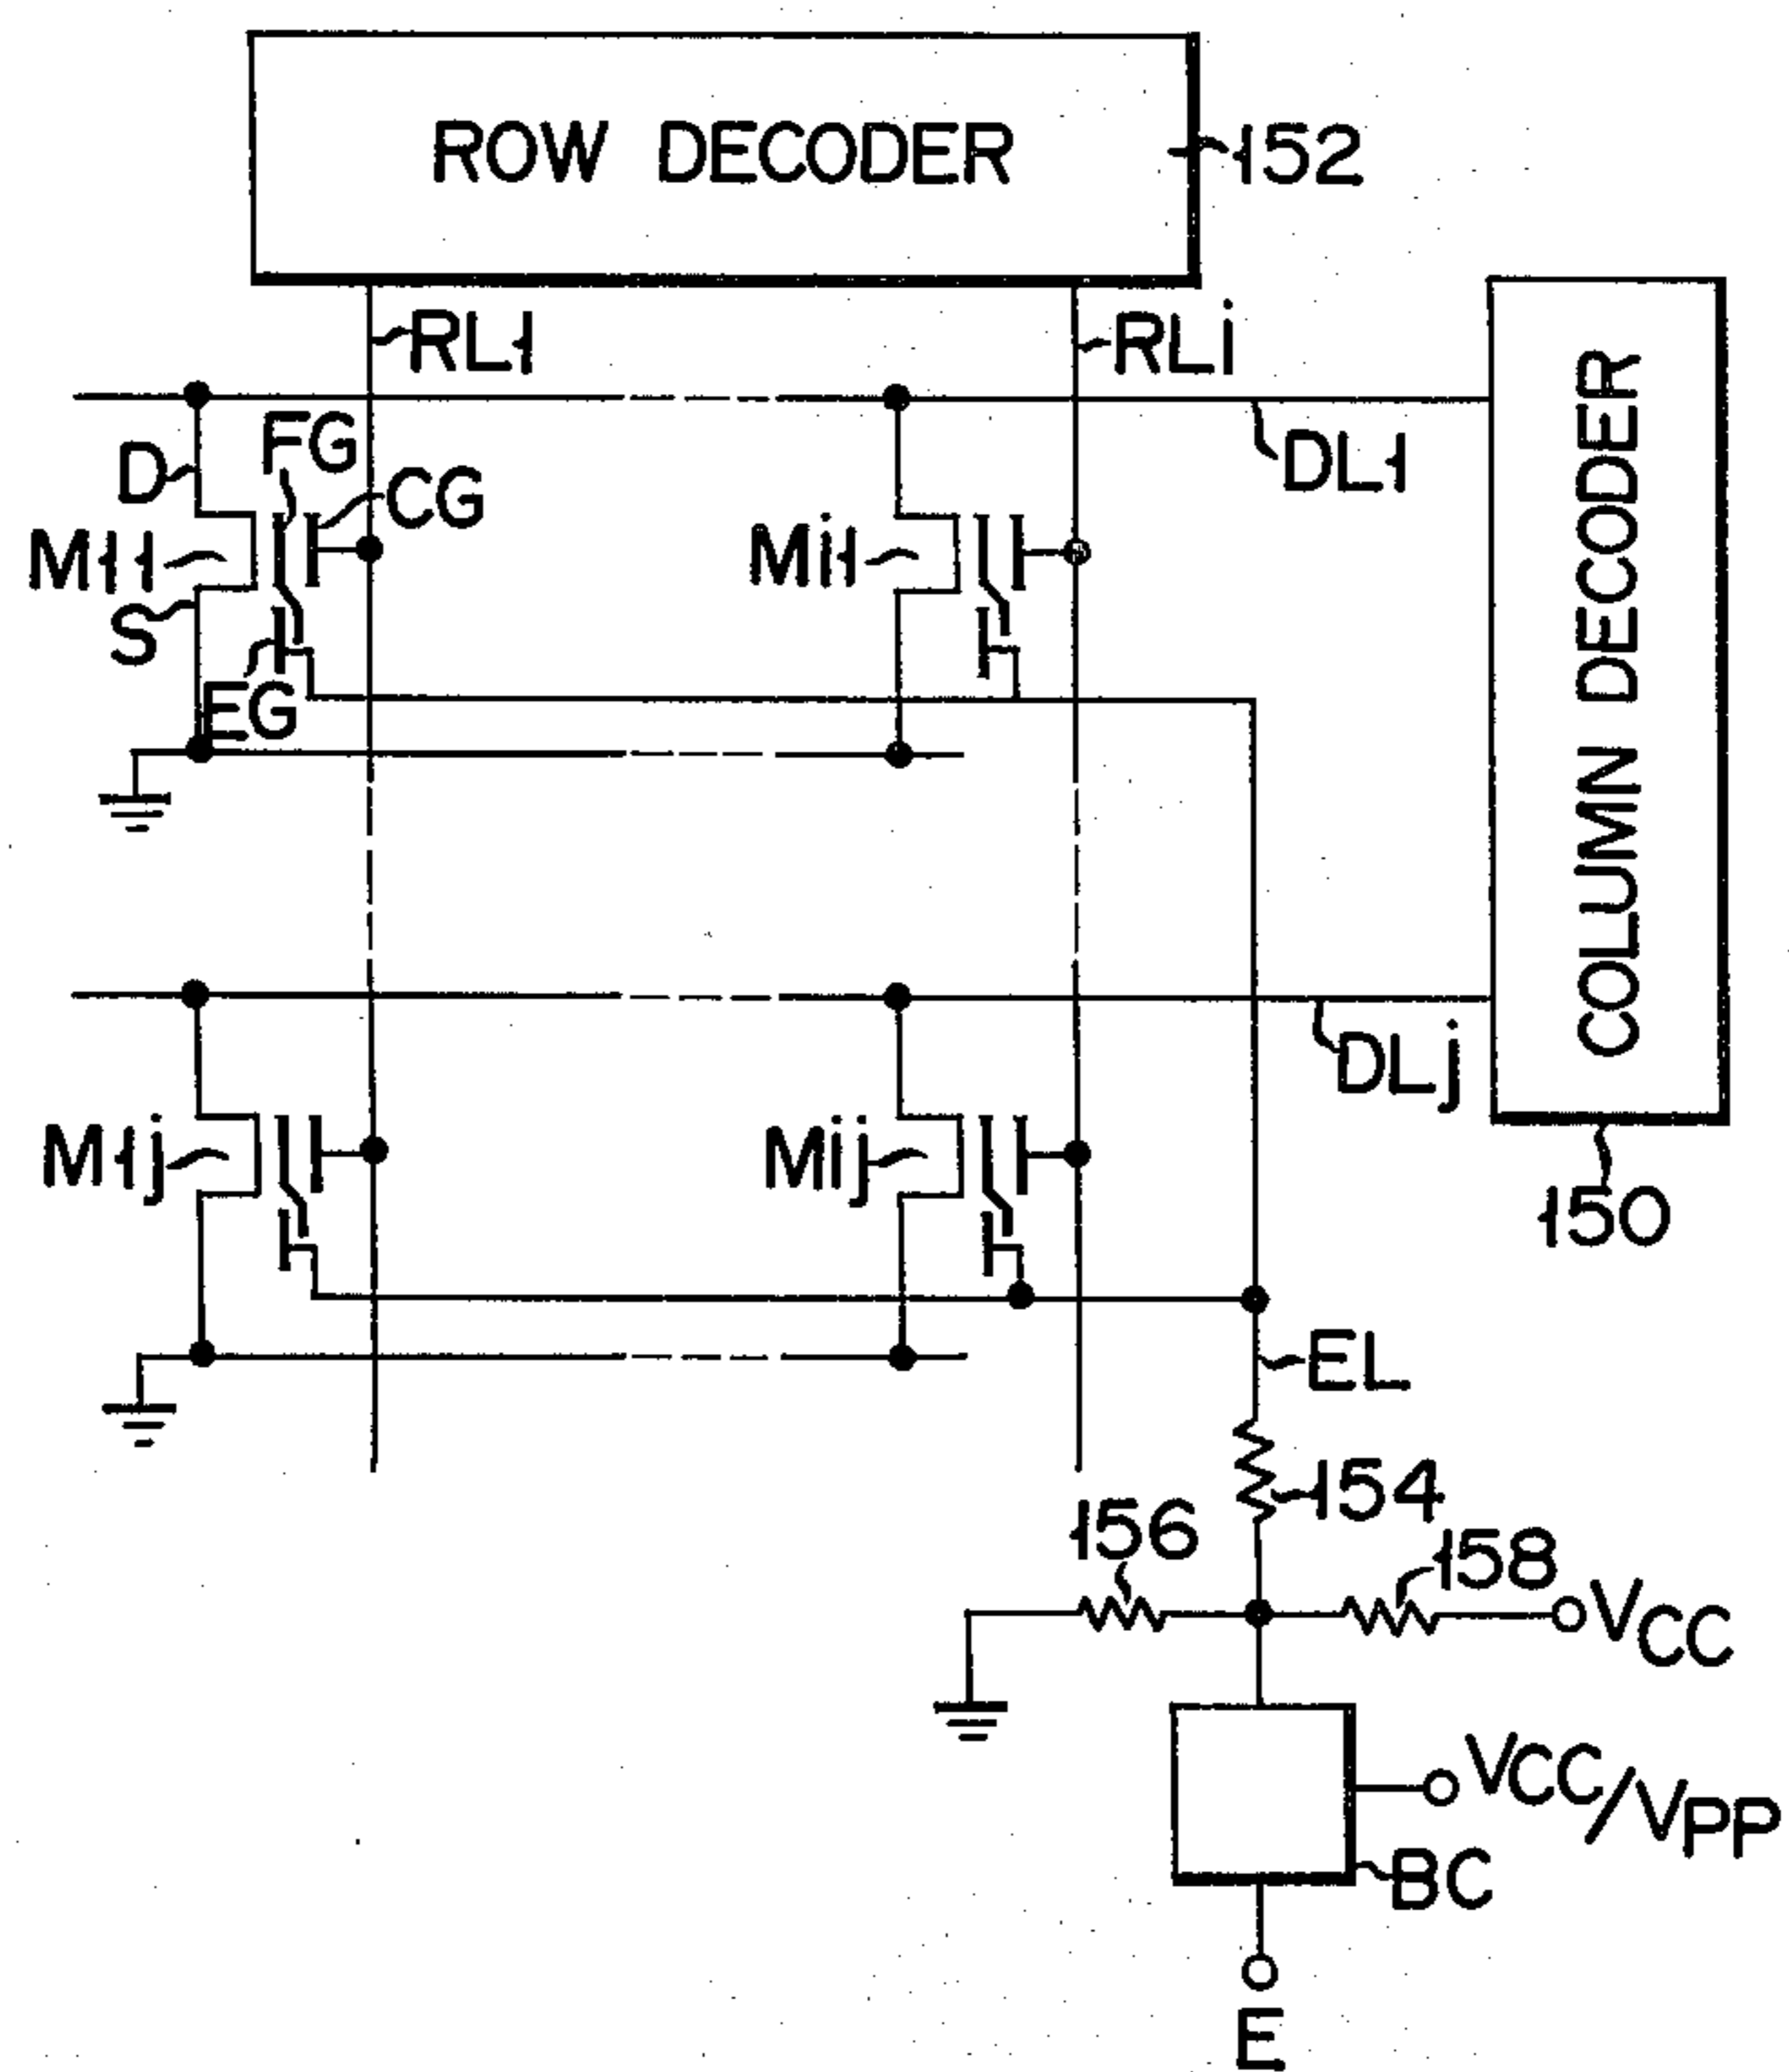 ROW DECODER
152
RL1
RLi
D
FG
CG
DL1
M11
Mi1
S
EG
COLUMN DECODER
DLj
M1j
Mij
150
EL
154
156
158
VCC
VCC/VPP
BC
E